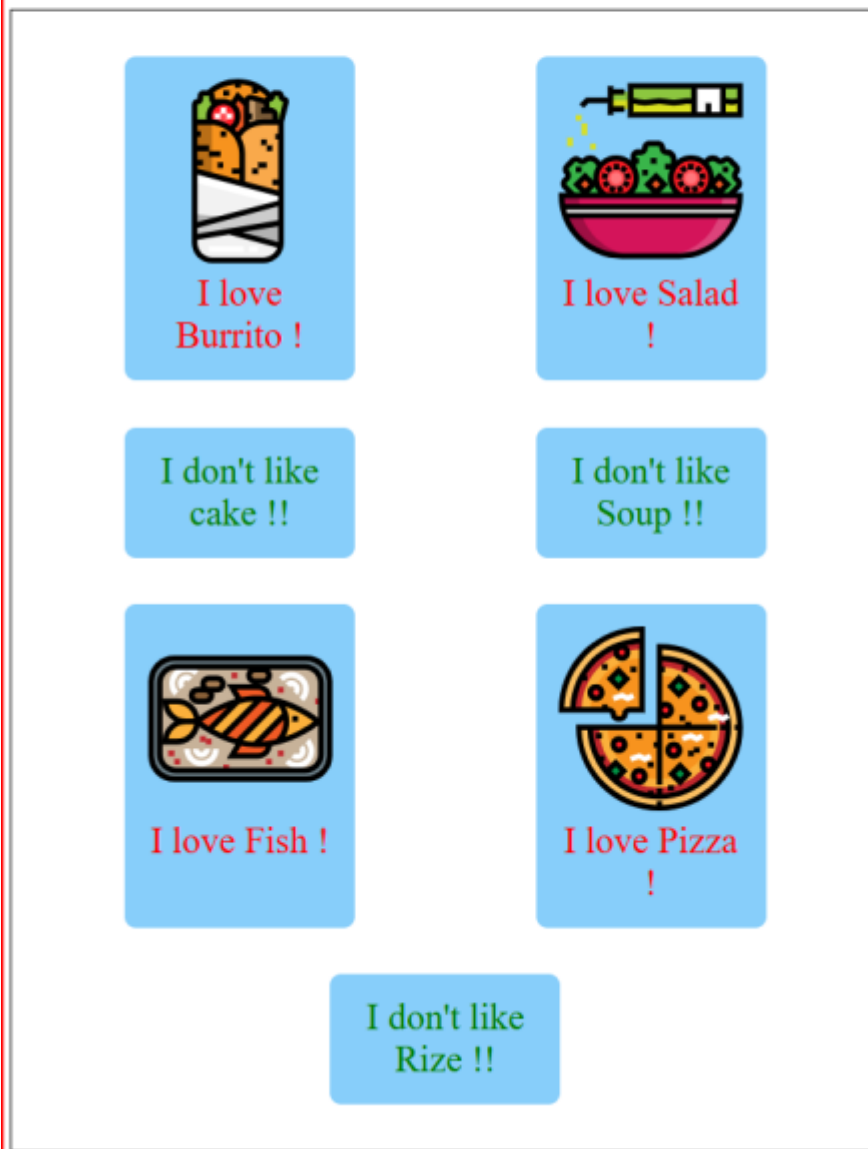 I love
Burrito !
I love Salad
!
I don't like
cake !!
I don't like
Soup !!
I love Fish !
I love Pizza
!
I don't like
Rize !!